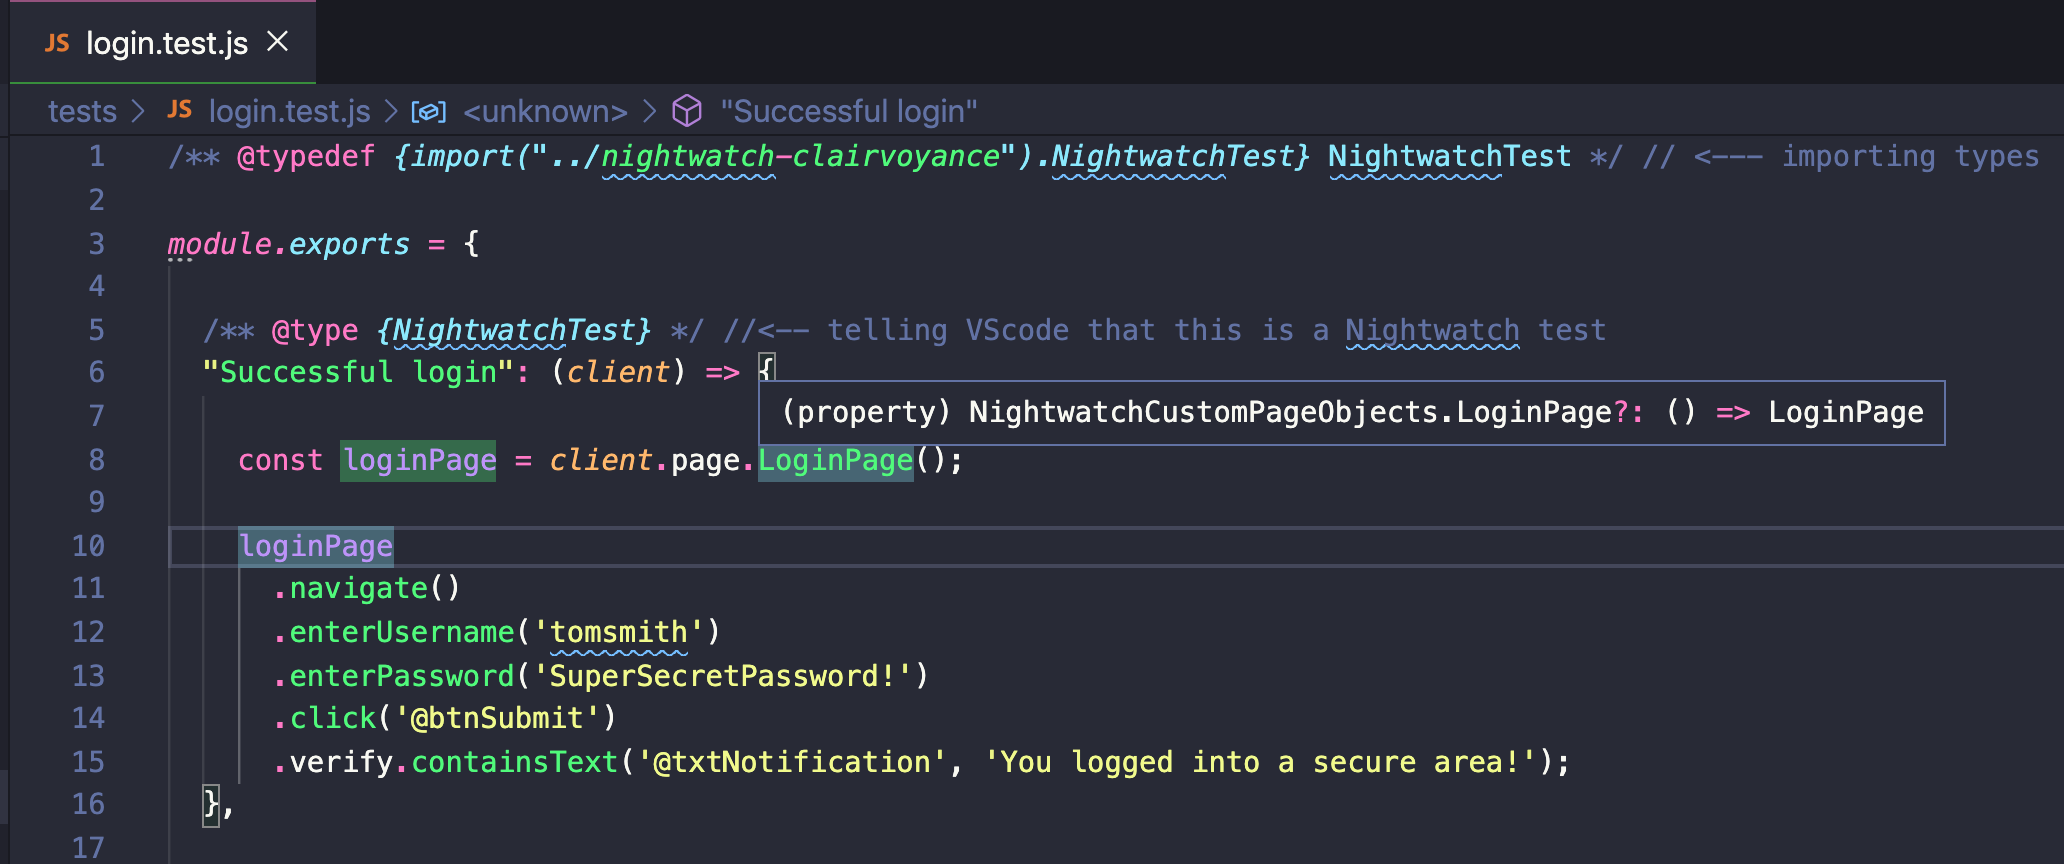 JS login.test.js ×
tests > JS login.test.js > <unknown> > "Successful login"
1 /** @typedef {import("../nightwatch-clairvoyance").NightwatchTest} NightwatchTest */ // <--- importing types
2
3 module.exports = {
4
5 /** @type {NightwatchTest} */ //<-- telling VScode that this is a Nightwatch test
6 "Successful login": (client) => {
7 (property) NightwatchCustomPageObjects.LoginPage?: () => LoginPage
8 const loginPage = client.page.LoginPage();
9
10 loginPage
11 .navigate()
12 .enterUsername('tomsmith')
13 .enterPassword('SuperSecretPassword!')
14 .click('@btnSubmit')
15 .verify.containsText('@txtNotification', 'You logged into a secure area!');
16 },
17